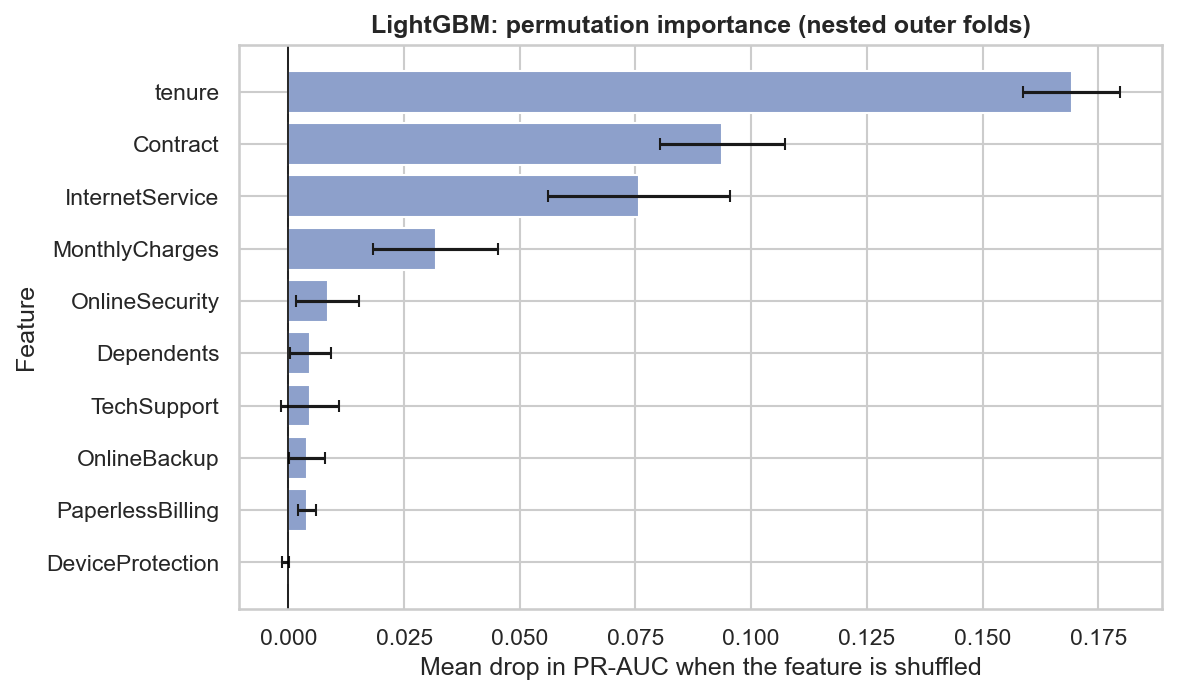 LightGBM: permutation importance (nested outer folds)
Feature
tenure
Contract
InternetService
MonthlyCharges
OnlineSecurity
Dependents
TechSupport
OnlineBackup
PaperlessBilling
DeviceProtection
0.000 0.025 0.050 0.075 0.100 0.125 0.150 0.175
Mean drop in PR-AUC when the feature is shuffled